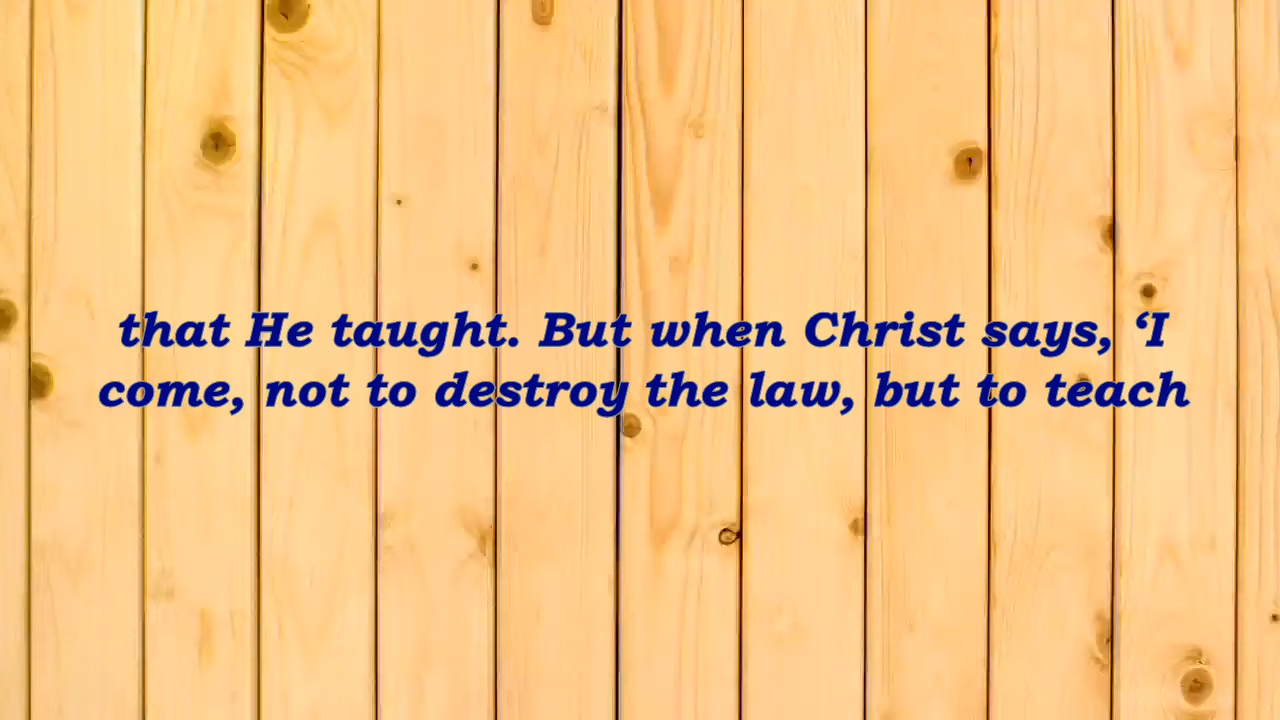 that He taught. But when Christ says, ‘I
come, not to destroy the law, but to teach